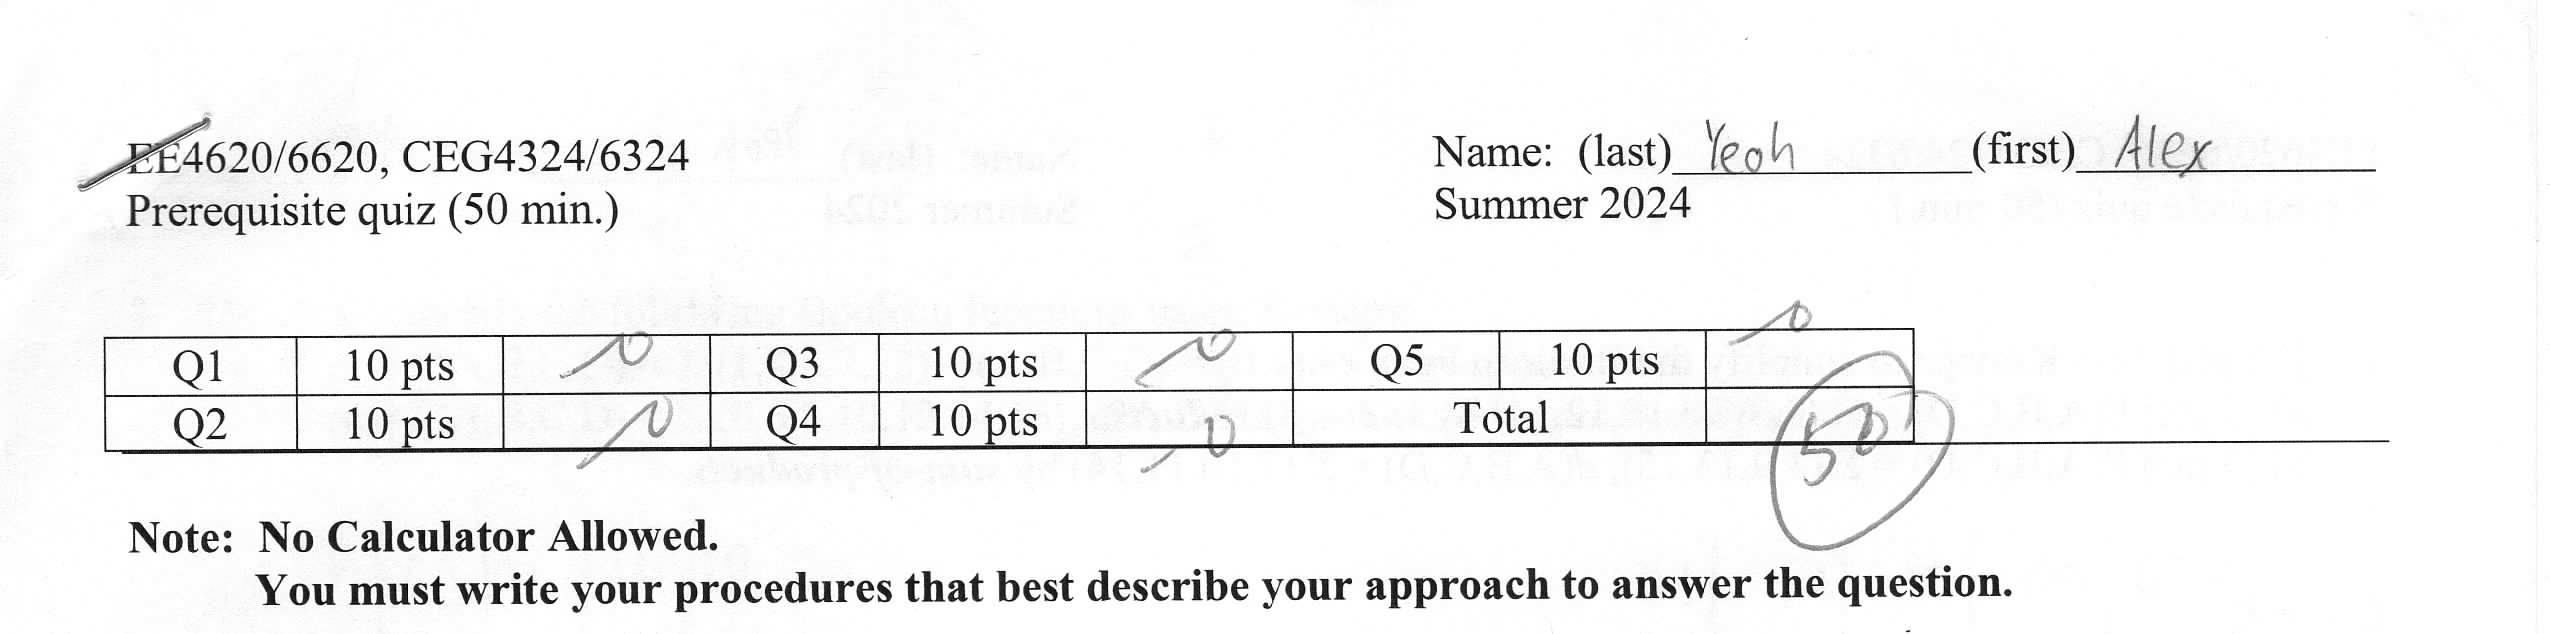 EE4620/6620, CEG4324/6324 Name: (last) Yeoh (first) Alex
Prerequisite quiz (50 min.) Summer 2024
Q1 10 pts 10 Q3 10 pts 10 Q5 10 pts 10
Q2 10 pts 10 Q4 10 pts 10 Total 50
Note: No Calculator Allowed.
You must write your procedures that best describe your approach to answer the question.